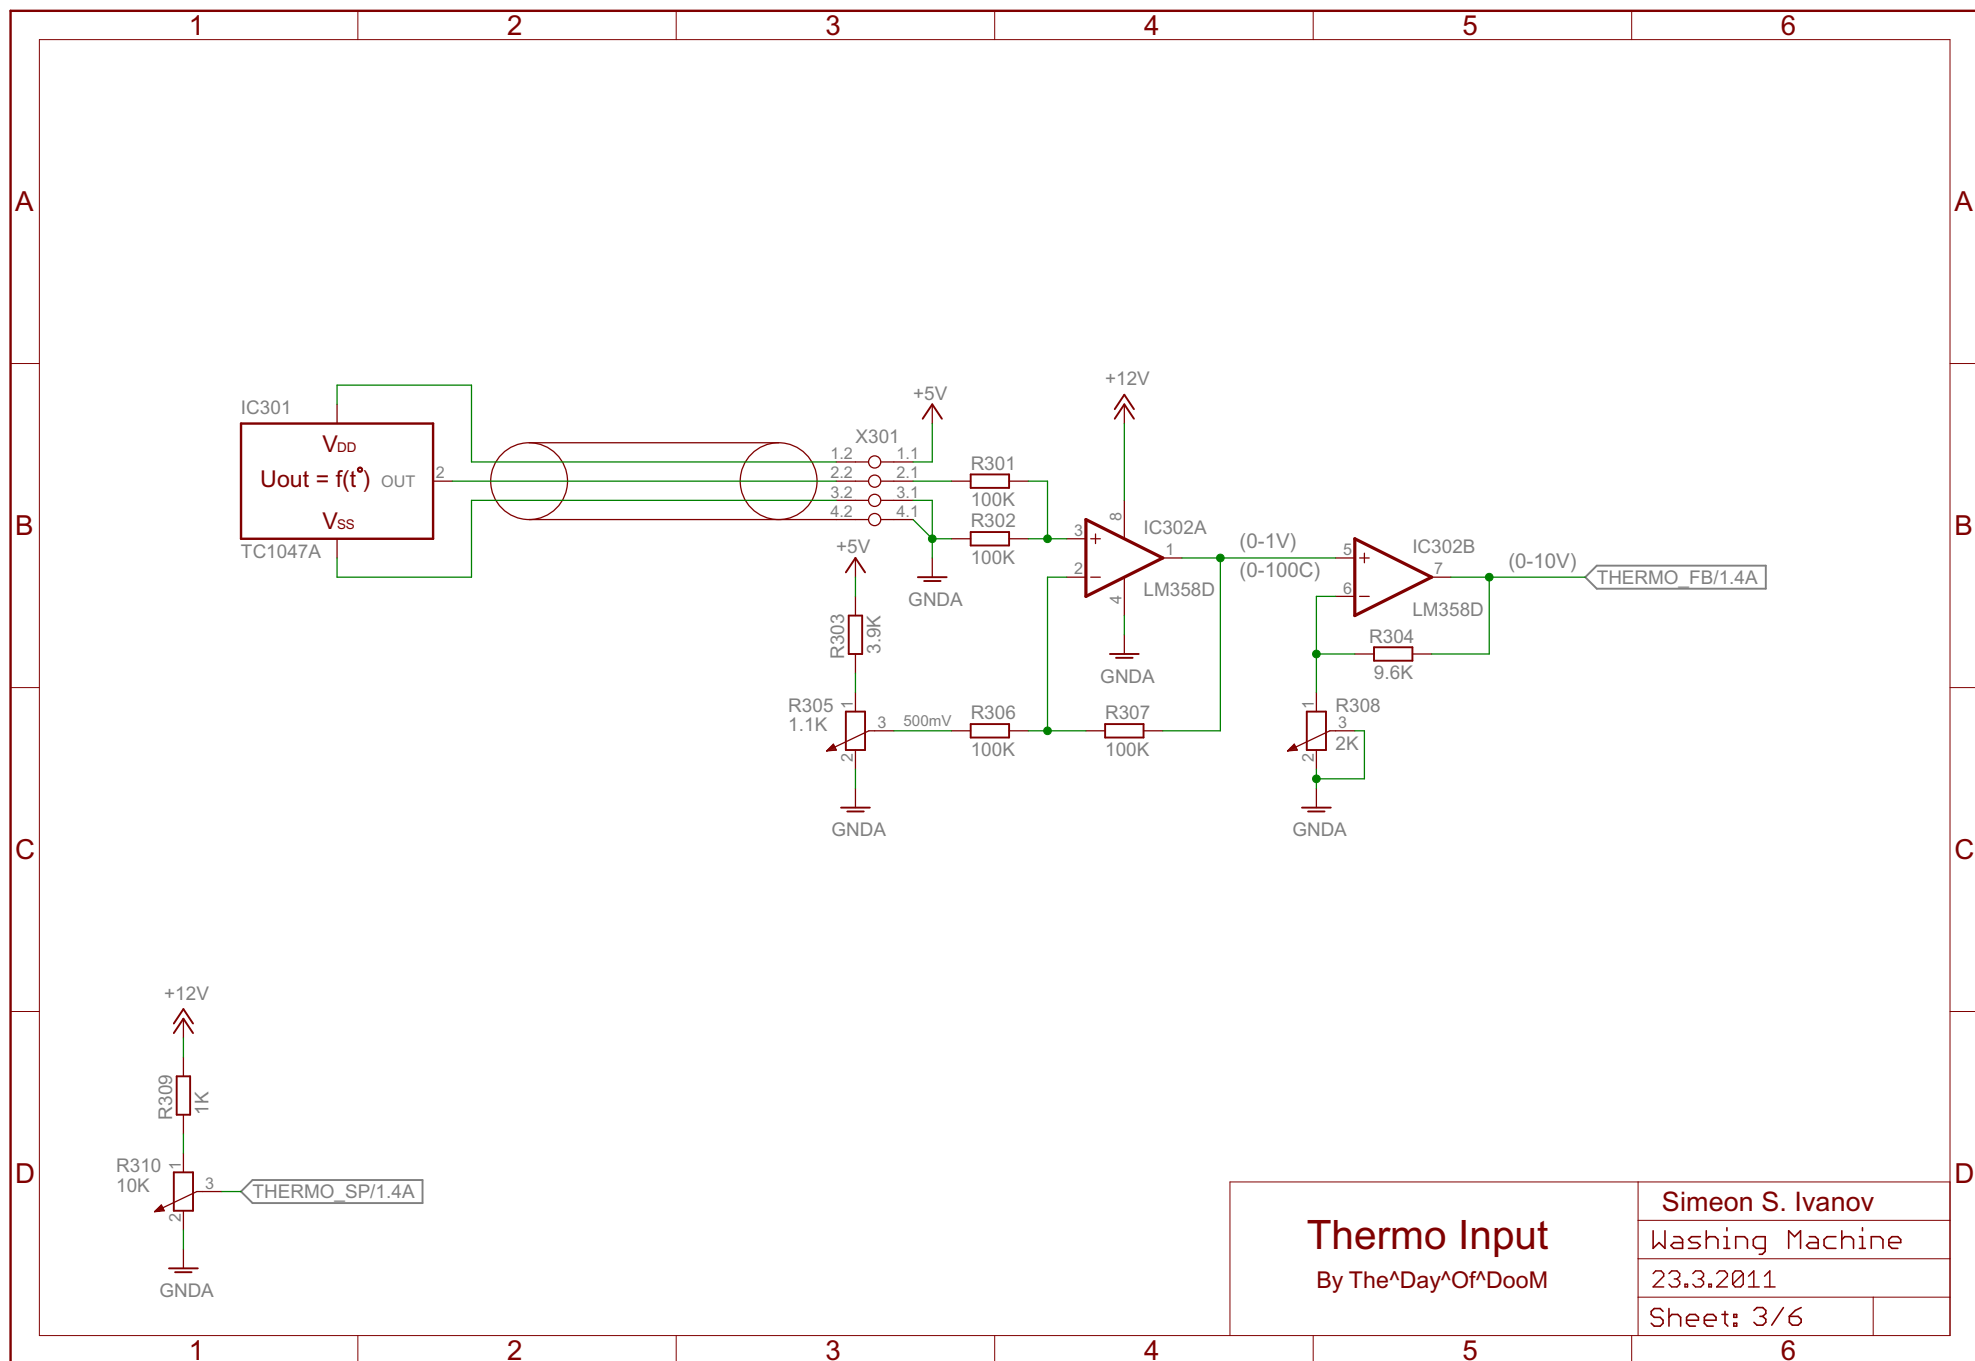 1 2 3 4 5 6
A A
B B
C C
D D
IC301
VDD
Uout = f(t°) OUT
2
VSS
TC1047A
X301
1.2 1.1
2.2 2.1
3.2 3.1
4.2 4.1
+5V
R301
100K
R302
100K
GNDA
+12V
8
3
+
2
-
1
4
IC302A
LM358D
GNDA
(0-1V)
(0-100C)
5
+
6
-
7
IC302B
LM358D
(0-10V)
THERMO_FB/1.4A
R304
9.6K
R308
2K
1
3
2
GNDA
+5V
R303
3.9K
R305
1.1K
1
3
2
500mV
GNDA
R306
100K
R307
100K
+12V
R309
1K
R310
10K
1
3
2
THERMO_SP/1.4A
GNDA
Thermo Input
By The^Day^Of^DooM
Simeon S. Ivanov
Washing Machine
23.3.2011
Sheet: 3/6
1 2 3 4 5 6